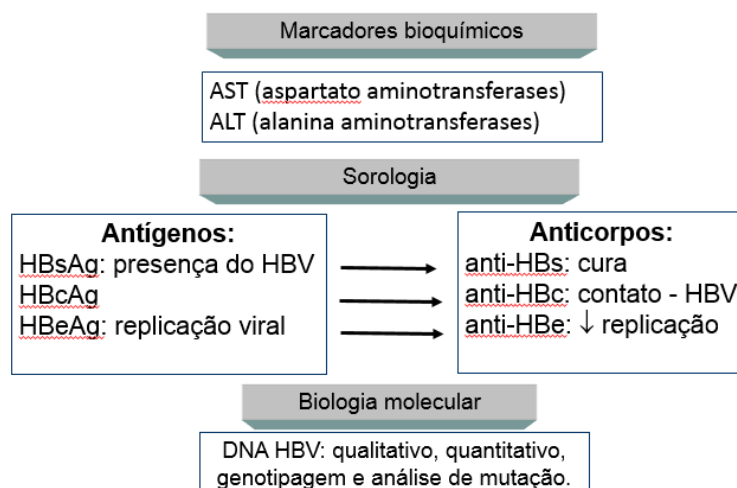 Marcadores bioquímicos
AST (aspartato aminotransferases)
ALT (alanina aminotransferases)
Sorologia
Antígenos:
HBsAg: presença do HBV
HBcAg
HBeAg: replicação viral
Anticorpos:
anti-HBs: cura
anti-HBc: contato - HBV
anti-HBe: ↓ replicação
Biologia molecular
DNA HBV: qualitativo, quantitativo,
genotipagem e análise de mutação.